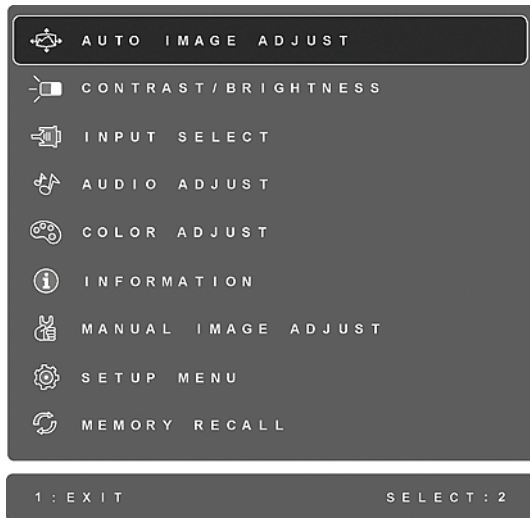 AUTO IMAGE ADJUST
CONTRAST/BRIGHTNESS
INPUT SELECT
AUDIO ADJUST
COLOR ADJUST
INFORMATION
MANUAL IMAGE ADJUST
SETUP MENU
MEMORY RECALL
1:EXIT SELECT:2